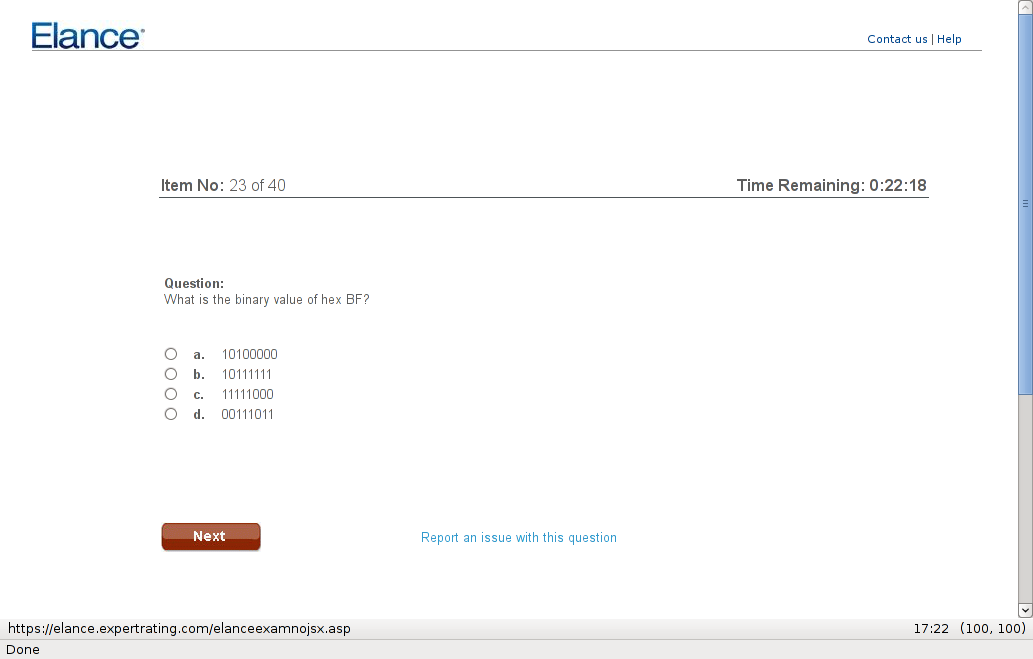 Elance®
Contact us | Help
Item No: 23 of 40
Time Remaining: 0:22:18
Question:
What is the binary value of hex BF?
a. 10100000
b. 10111111
c. 11111000
d. 00111011
Next
Report an issue with this question
https://elance.expertrating.com/elanceexamnojsx.asp
17:22 (100, 100)
Done